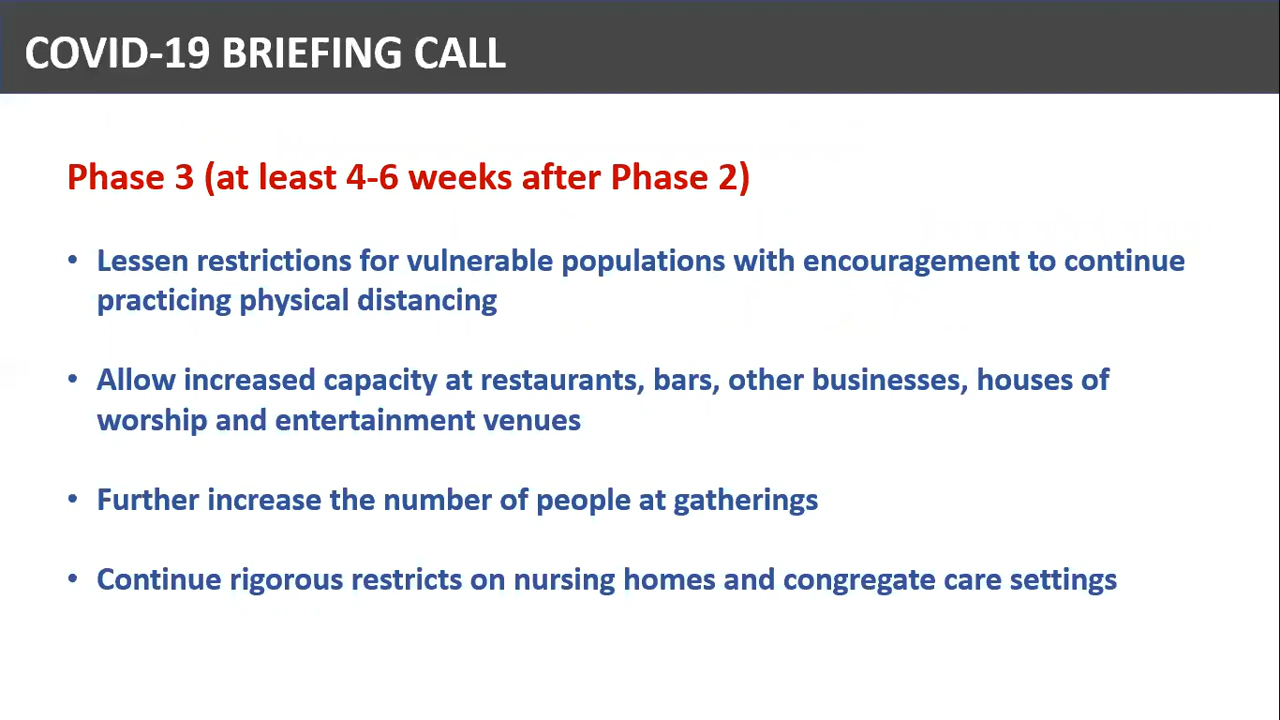 COVID-19 BRIEFING CALL
Phase 3 (at least 4-6 weeks after Phase 2)
• Lessen restrictions for vulnerable populations with encouragement to continue
practicing physical distancing
• Allow increased capacity at restaurants, bars, other businesses, houses of
worship and entertainment venues
• Further increase the number of people at gatherings
• Continue rigorous restricts on nursing homes and congregate care settings